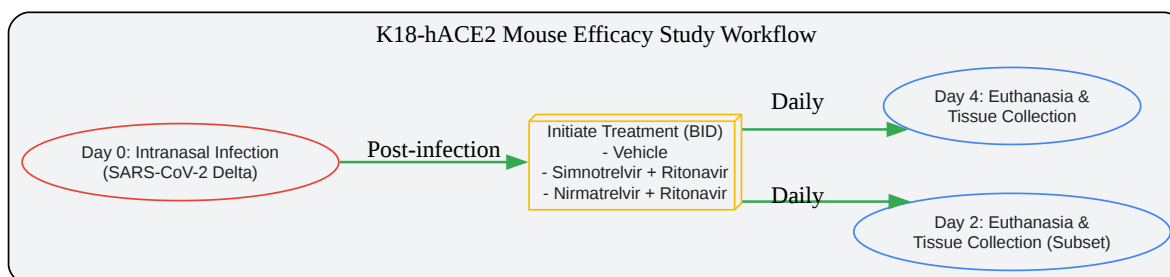 K18-hACE2 Mouse Efficacy Study Workflow
Day 0: Intranasal Infection
(SARS-CoV-2 Delta)
Post-infection
Initiate Treatment (BID)
- Vehicle
- Simnotrelvir + Ritonavir
- Nirmatrelvir + Ritonavir
Daily
Day 4: Euthanasia &
Tissue Collection
Daily
Day 2: Euthanasia &
Tissue Collection (Subset)